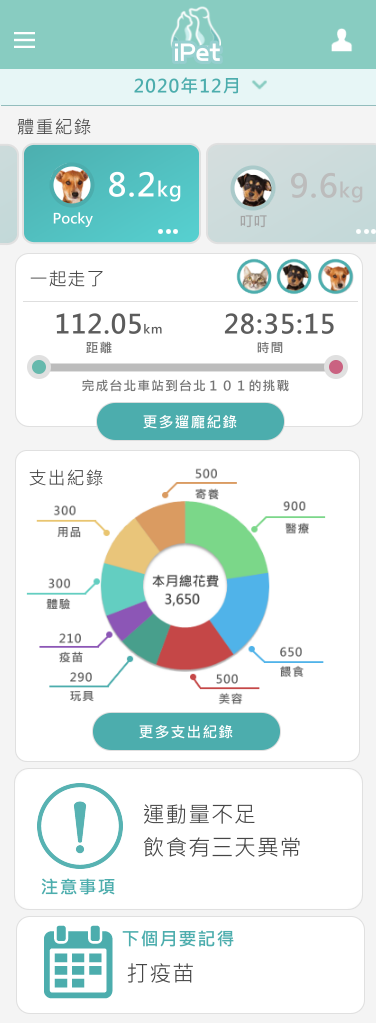 iPet
2020年12月
體重紀錄
8.2kg
Pocky
9.6kg
叮叮
一起走了
112.05km
距離
28:35:15
時間
完成台北車站到台北１０１的挑戰
更多遛龐紀錄
支出紀錄
500
寄養
900
醫療
300
用品
本月總花費
3,650
300
體驗
210
疫苗
650
餵食
290
玩具
500
美容
更多支出紀錄
運動量不足
飲食有三天異常
注意事項
下個月要記得
打疫苗